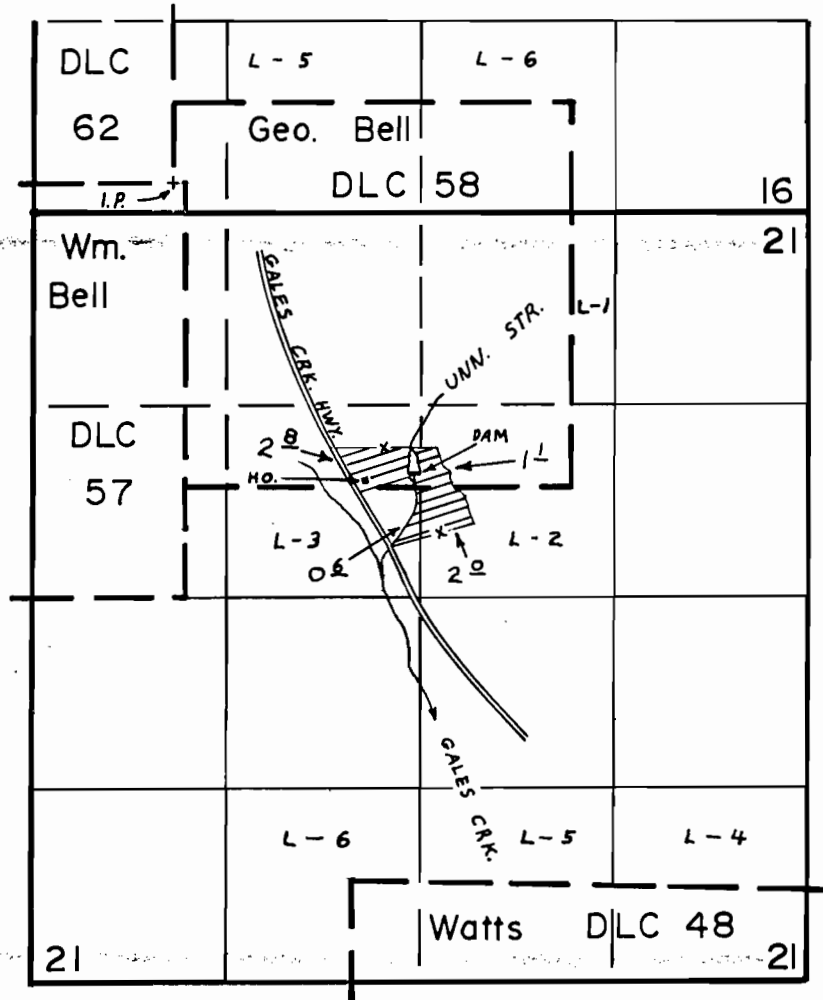 DLC
62
L - 5
L - 6
Geo. Bell
DLC 58
I.P.
16
21
Wm.
Bell
DLC
57
GALES CRK. HWY.
UNN. STR.
L-1
2 8
DAM
1 1
HO.
L-3
L-2
0 6
2 0
GALES CRK.
L - 6
L - 5
L - 4
Watts DLC 48
21
21